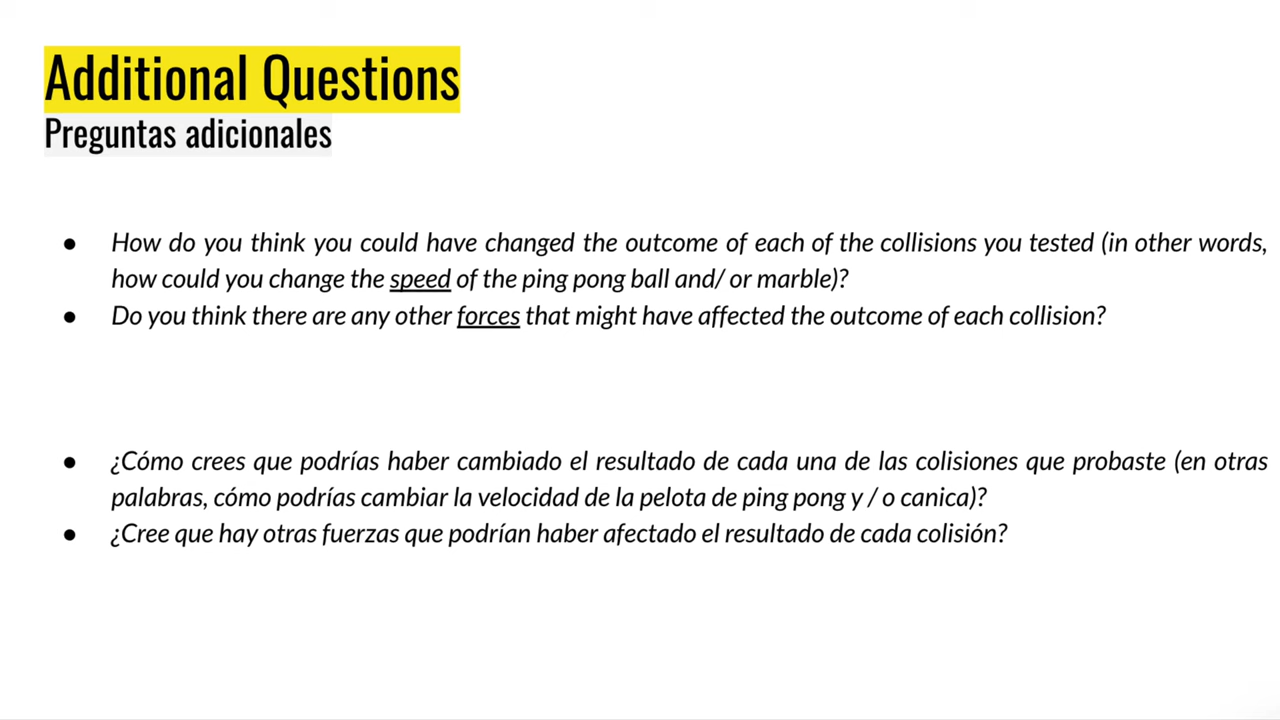 Additional Questions
Preguntas adicionales
● How do you think you could have changed the outcome of each of the collisions you tested (in other words,
how could you change the speed of the ping pong ball and/ or marble)?
● Do you think there are any other forces that might have affected the outcome of each collision?
● ¿Cómo crees que podrías haber cambiado el resultado de cada una de las colisiones que probaste (en otras
palabras, cómo podrías cambiar la velocidad de la pelota de ping pong y / o canica)?
● ¿Cree que hay otras fuerzas que podrían haber afectado el resultado de cada colisión?